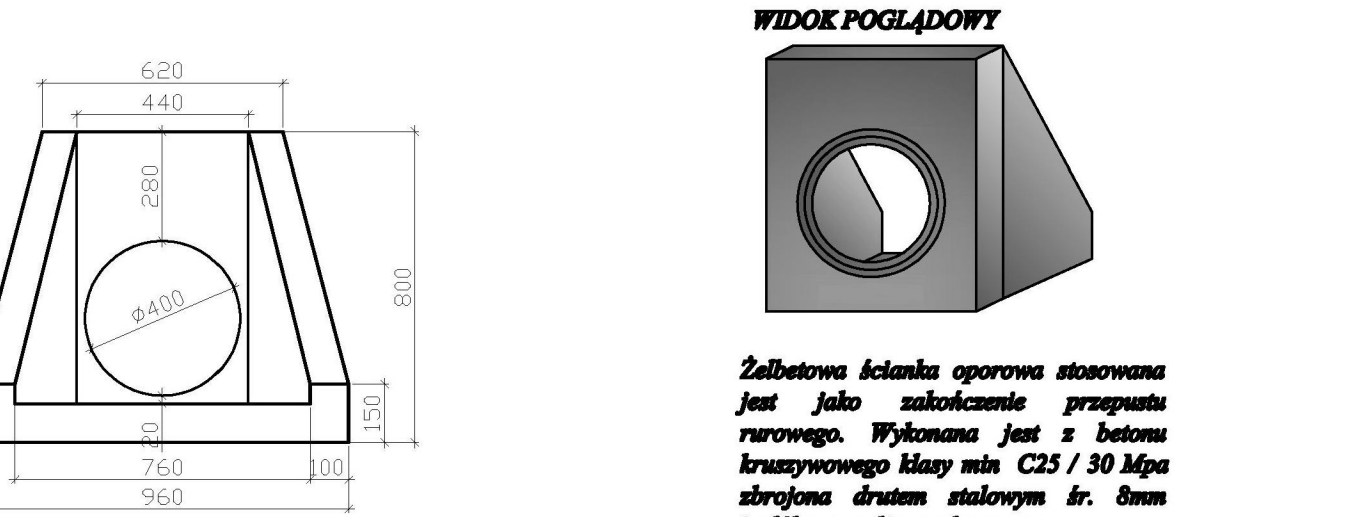 620
440
280
ø400
800
150
20
760
100
960
WIDOK POGLĄDOWY
Żelbetowa ścianka oporowa stosowana
jest jako zakończenie przepustu
rurowego. Wykonana jest z betonu
kruszywowego klasy min C25 / 30 Mpa
zbrojona drutem stalowym śr. 8mm